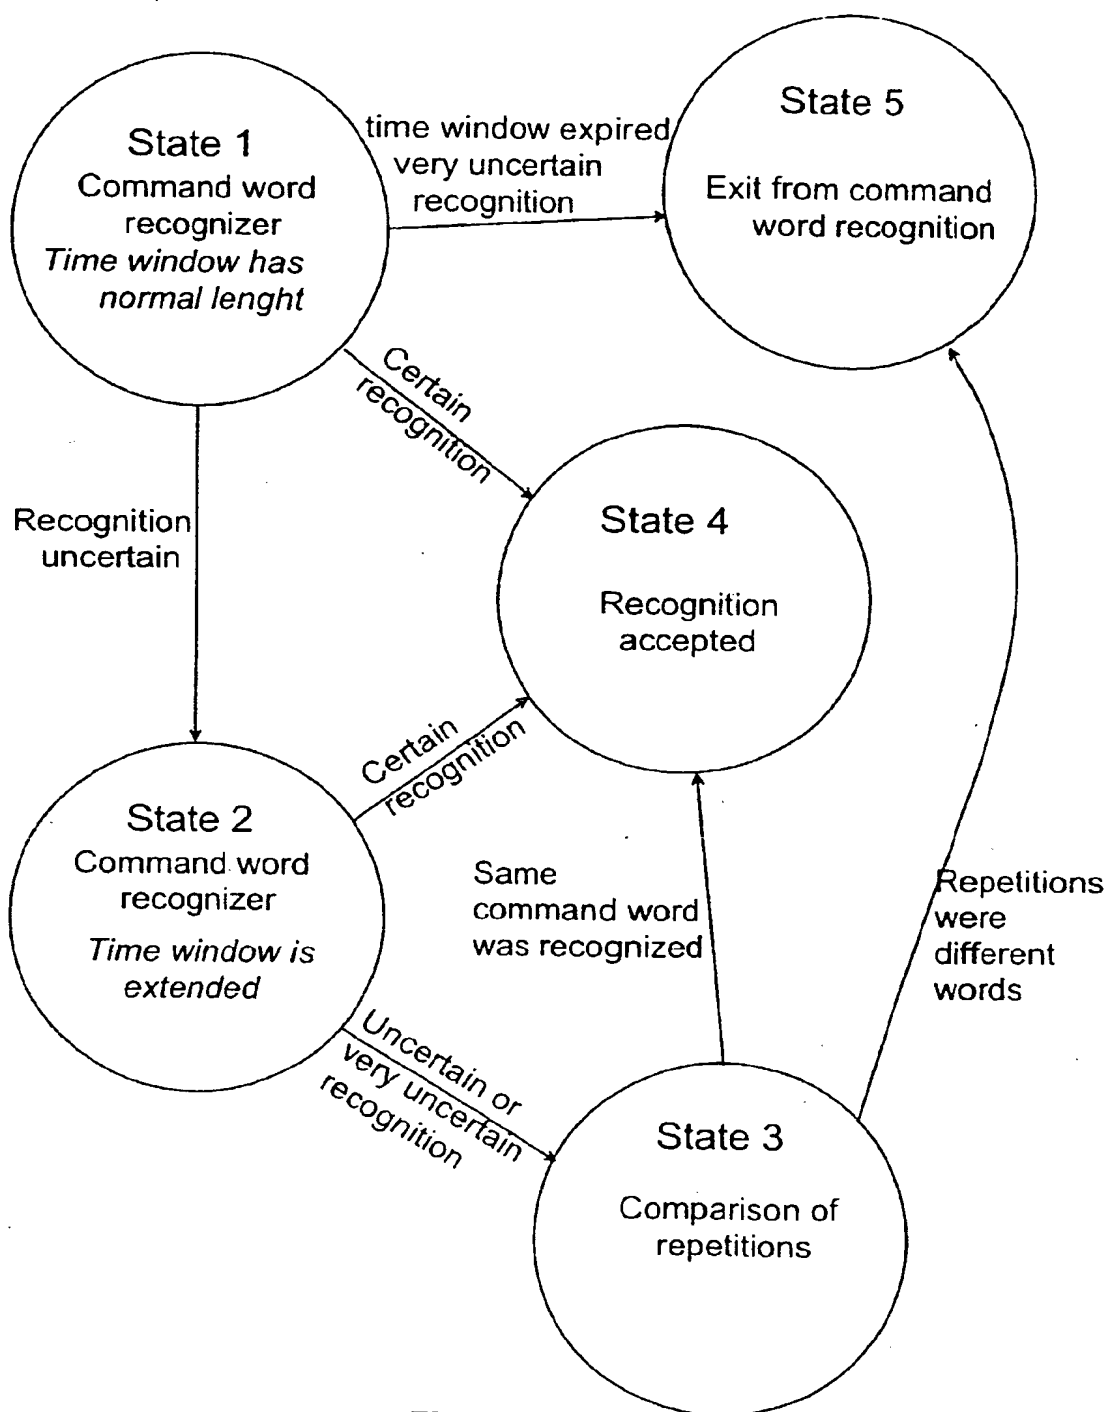 State 1
Command word
recognizer
Time window has
normal lenght
time window expired
very uncertain
recognition
State 5
Exit from command
word recognition
Certain
recognition
Recognition
uncertain
State 4
Recognition
accepted
Certain
recognition
State 2
Command word
recognizer
Time window is
extended
Same
command word
was recognized
Repetitions
were
different
words
Uncertain or
very uncertain
recognition
State 3
Comparison of
repetitions